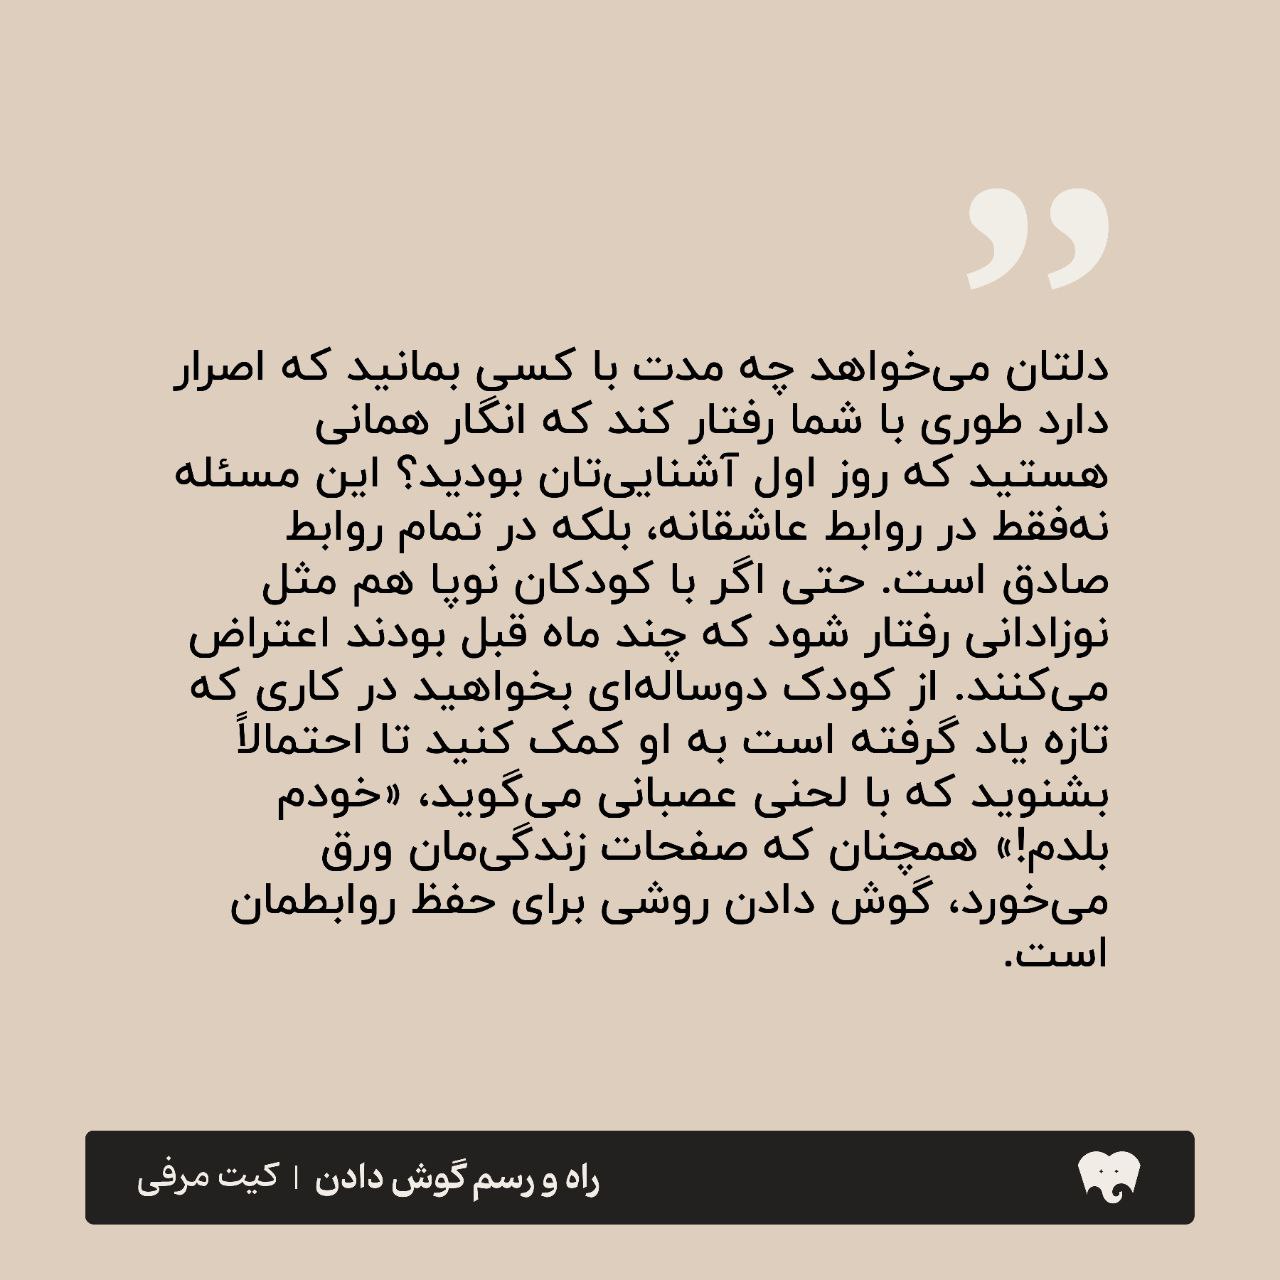 دلتان می‌خواهد چه مدت با کسی بمانید که اصرار
دارد طوری با شما رفتار کند که انگار همانی
هستید که روز اول آشنایی‌تان بودید؟ این مسئله
نه‌فقط در روابط عاشقانه، بلکه در تمام روابط
صادق است. حتی اگر با کودکان نوپا هم مثل
نوزادانی رفتار شود که چند ماه قبل بودند اعتراض
می‌کنند. از کودک دوساله‌ای بخواهید در کاری که
تازه یاد گرفته است به او کمک کنید تا احتمالاً
بشنوید که با لحنی عصبانی می‌گوید، «خودم
بلدم!» همچنان که صفحات زندگی‌مان ورق
می‌خورد، گوش دادن روشی برای حفظ روابطمان
است.
راه و رسم گوش دادن | کیت مرفی